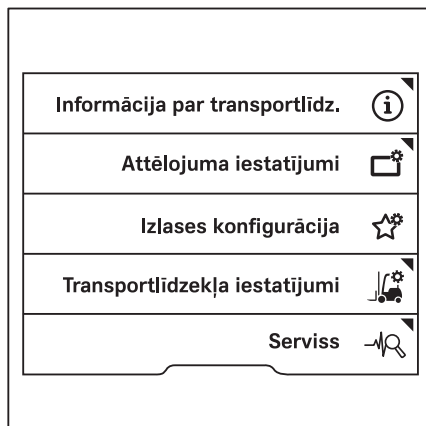 Informācija par transportlīdz.
Attēlojuma iestatījumi
Izlases konfigurācija
Transportlīdzekļa iestatījumi
Serviss